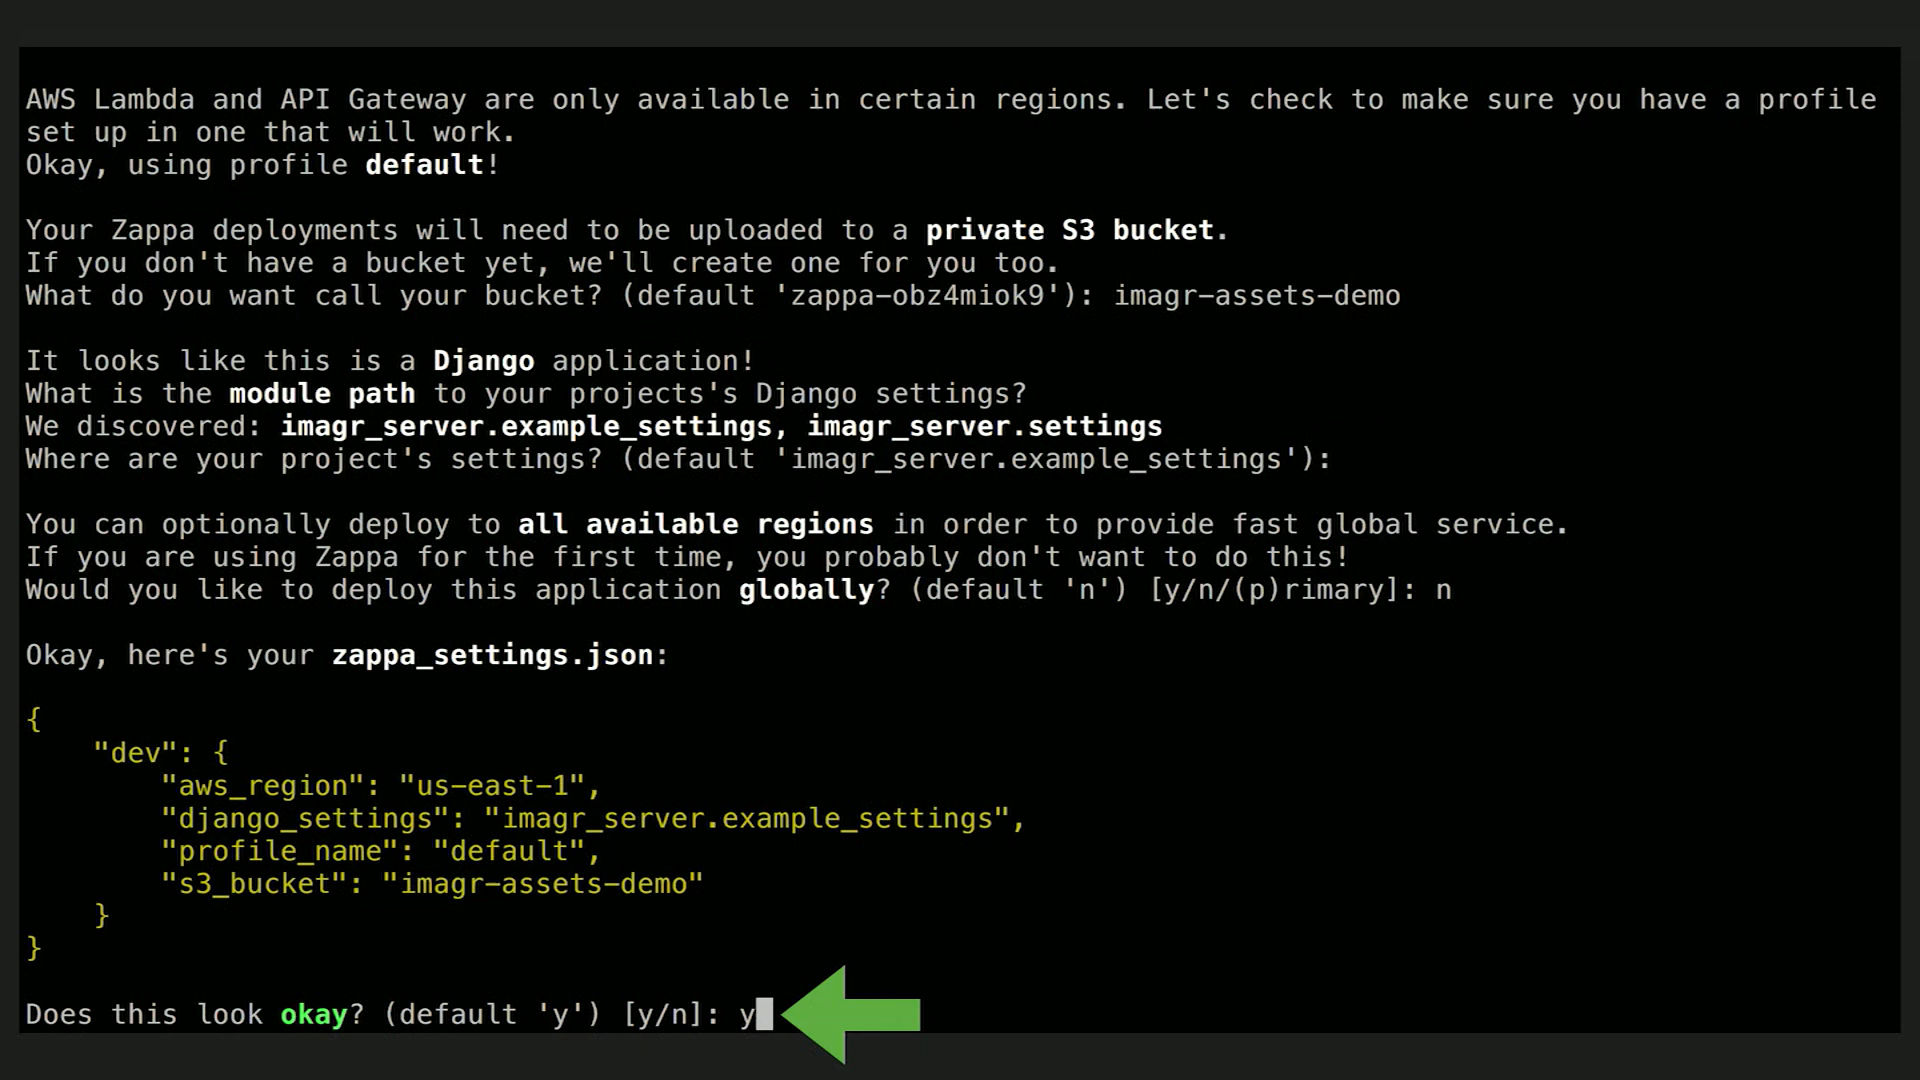 AWS Lambda and API Gateway are only available in certain regions. Let's check to make sure you have a profile
set up in one that will work.
Okay, using profile default!
Your Zappa deployments will need to be uploaded to a private S3 bucket.
If you don't have a bucket yet, we'll create one for you too.
What do you want call your bucket? (default 'zappa-obz4miok9'): imagr-assets-demo
It looks like this is a Django application!
What is the module path to your projects's Django settings?
We discovered: imagr_server.example_settings, imagr_server.settings
Where are your project's settings? (default 'imagr_server.example_settings'):
You can optionally deploy to all available regions in order to provide fast global service.
If you are using Zappa for the first time, you probably don't want to do this!
Would you like to deploy this application globally? (default 'n') [y/n/(p)rimary]: n
Okay, here's your zappa_settings.json:
{
    "dev": {
        "aws_region": "us-east-1",
        "django_settings": "imagr_server.example_settings",
        "profile_name": "default",
        "s3_bucket": "imagr-assets-demo"
    }
}
Does this look okay? (default 'y') [y/n]: y